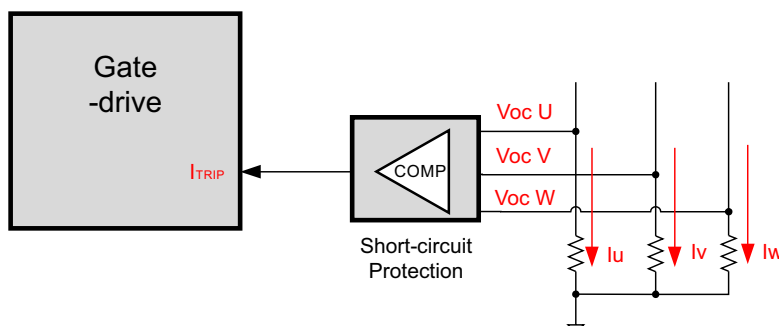 Gate
-drive
ITRIP
COMP
Short-circuit
Protection
Voc U
Voc V
Voc W
Iu
Iv
Iw